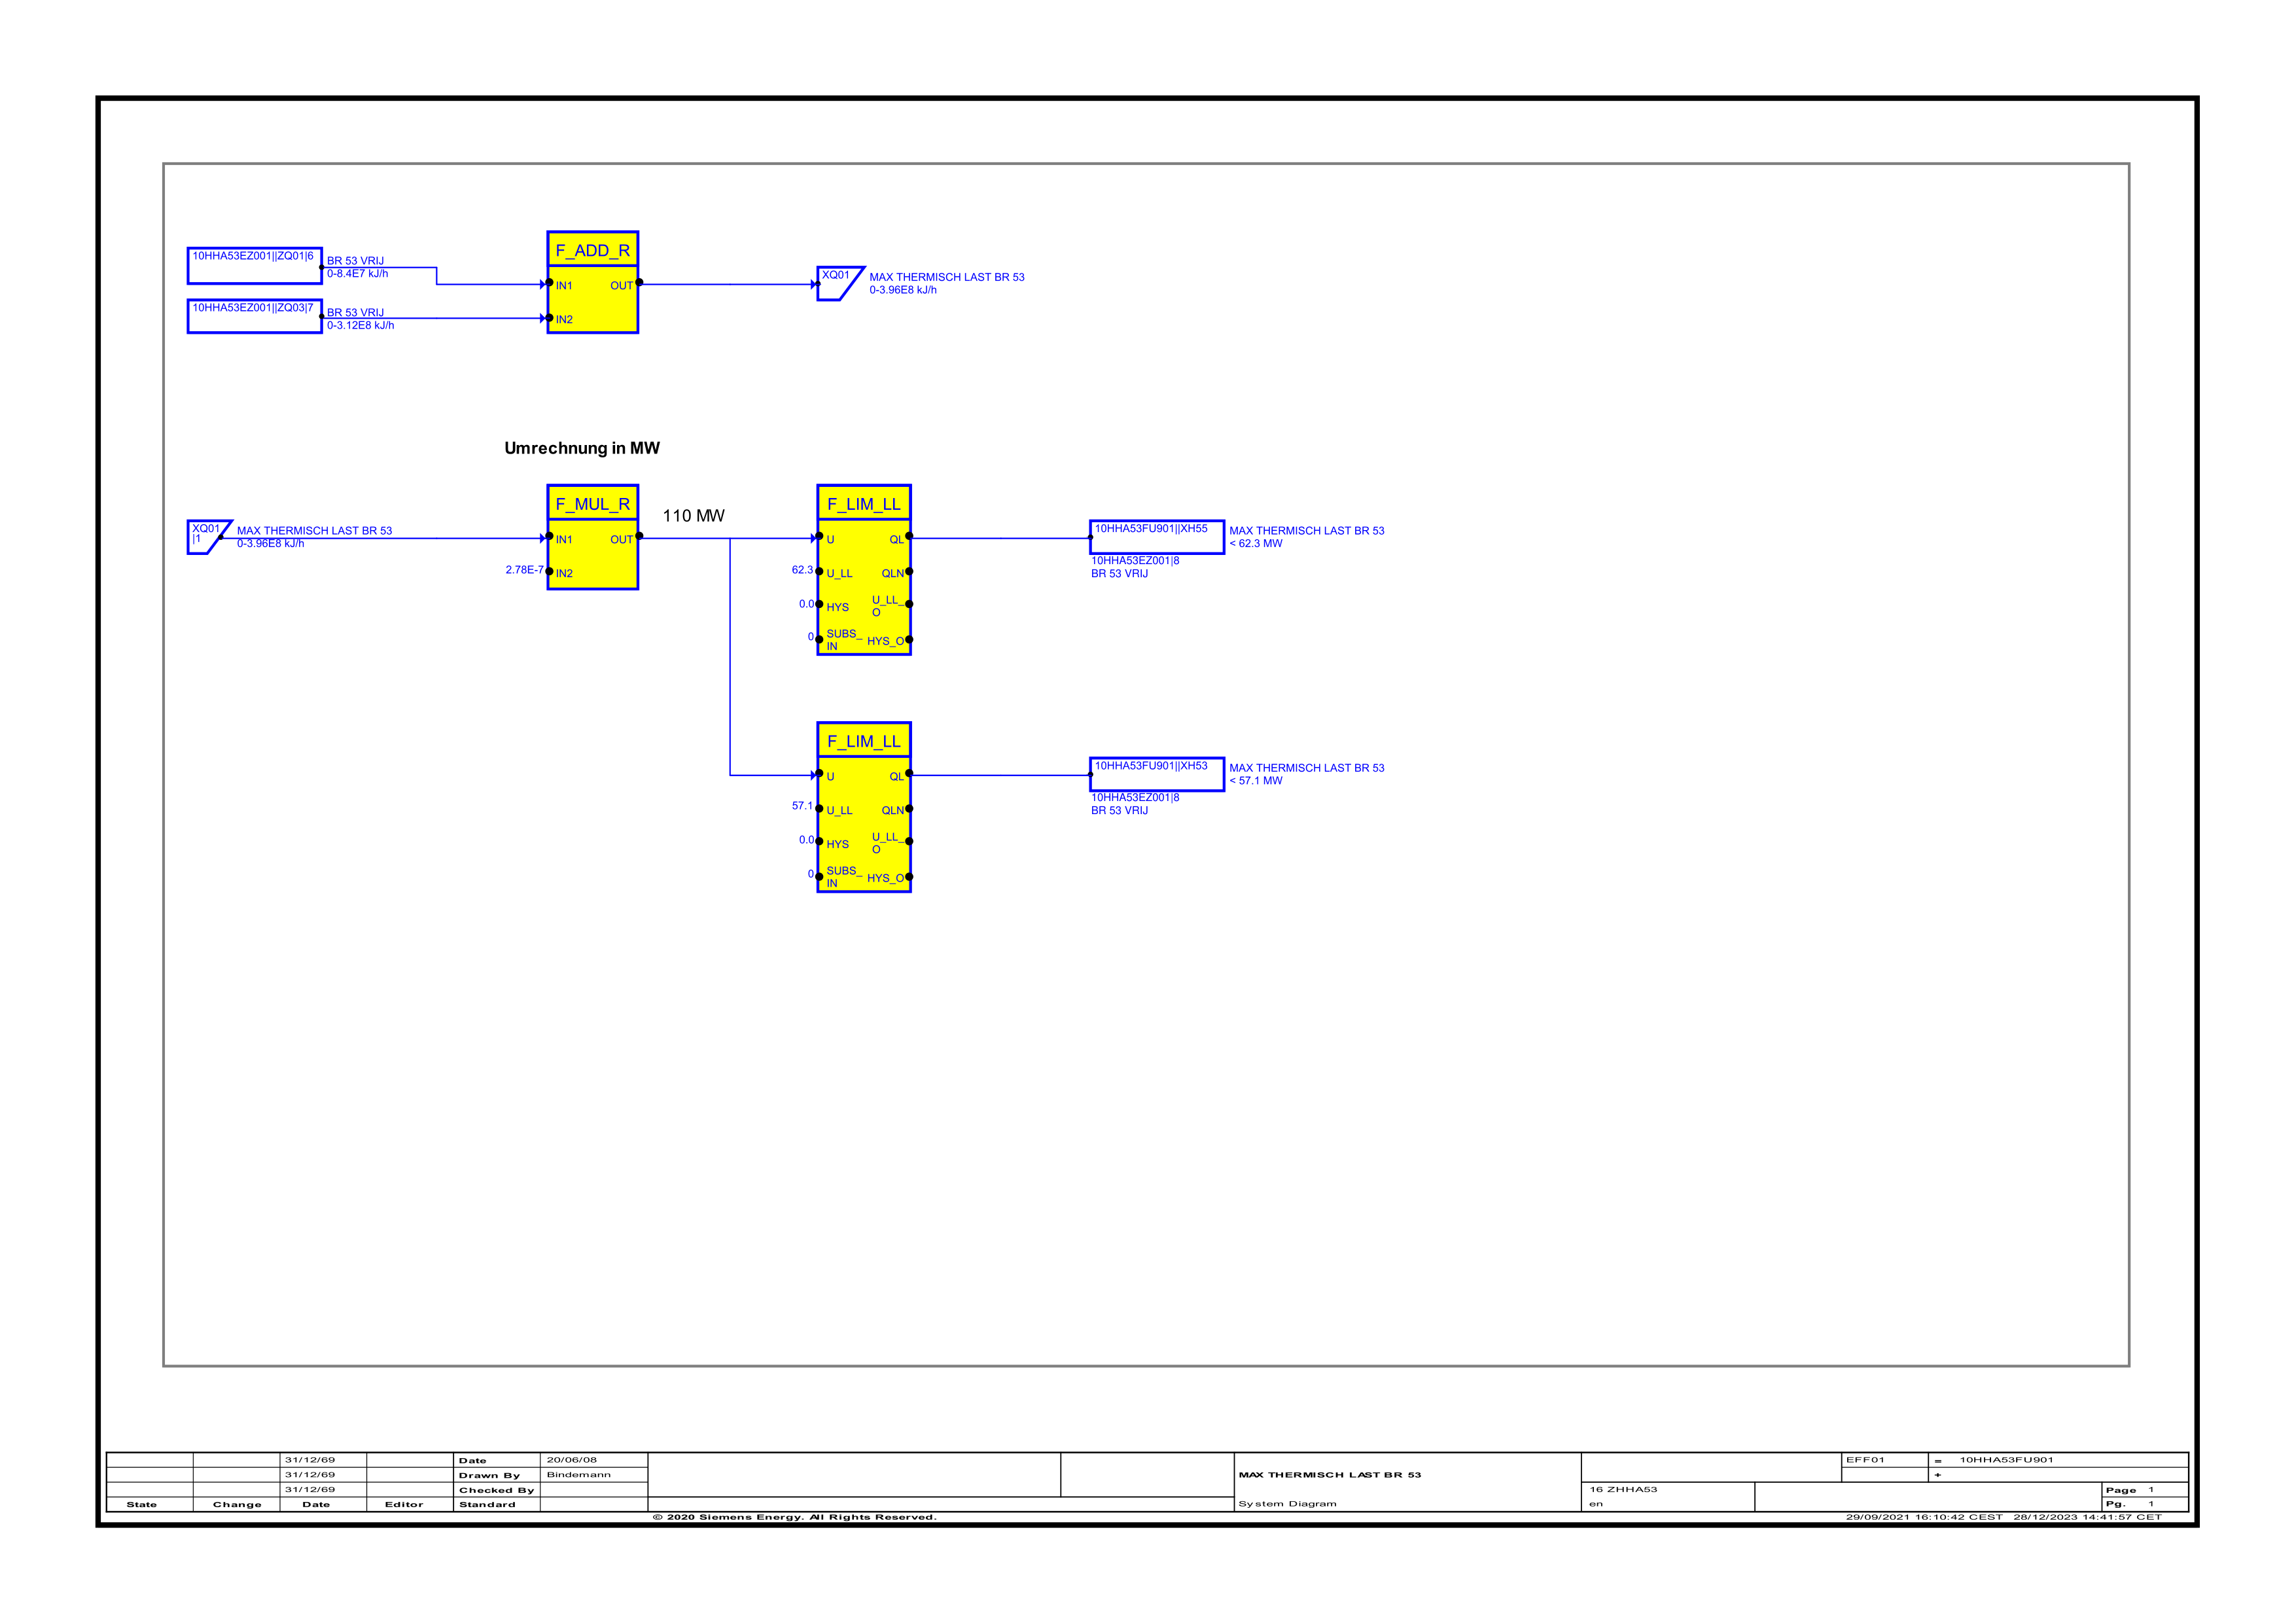 10HHA53EZ001||ZQ01|6
BR 53 VRIJ
0-8.4E7 kJ/h
10HHA53EZ001||ZQ03|7
BR 53 VRIJ
0-3.12E8 kJ/h
F_ADD_R
IN1 OUT
IN2
XQ01
MAX THERMISCH LAST BR 53
0-3.96E8 kJ/h
Umrechnung in MW
XQ01
|1
MAX THERMISCH LAST BR 53
0-3.96E8 kJ/h
F_MUL_R
IN1 OUT
2.78E-7 IN2
110 MW
F_LIM_LL
U QL
62.3 U_LL QLN
0.0 HYS U_LL_
O
0 SUBS_
IN HYS_O
10HHA53FU901||XH55
MAX THERMISCH LAST BR 53
< 62.3 MW
10HHA53EZ001|8
BR 53 VRIJ
F_LIM_LL
U QL
57.1 U_LL QLN
0.0 HYS U_LL_
O
0 SUBS_
IN HYS_O
10HHA53FU901||XH53
MAX THERMISCH LAST BR 53
< 57.1 MW
10HHA53EZ001|8
BR 53 VRIJ
31/12/69 Date 20/06/08
31/12/69 Drawn By Bindemann
31/12/69 Checked By
State Change Date Editor Standard
MAX THERMISCH LAST BR 53
System Diagram
16 ZHHA53
en
EFF01 = 10HHA53FU901
+
Page 1
Pg. 1
© 2020 Siemens Energy. All Rights Reserved.
29/09/2021 16:10:42 CEST 28/12/2023 14:41:57 CET